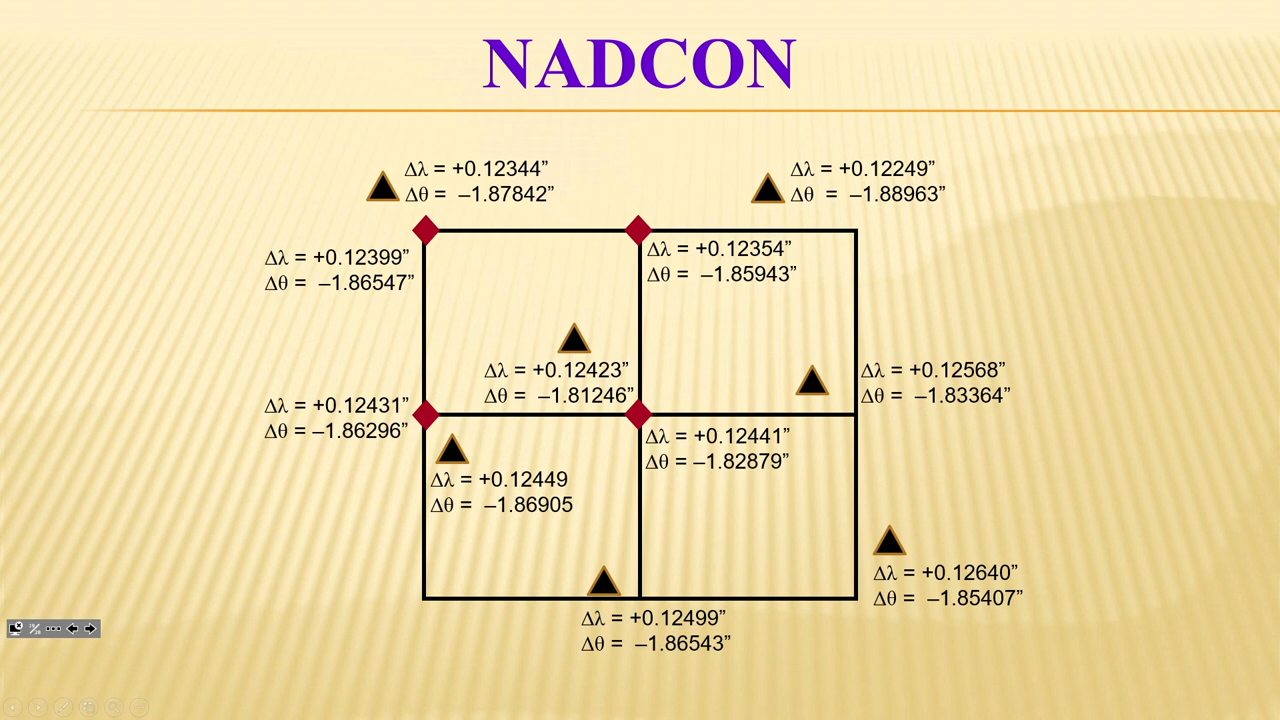 NADCON
Δλ = +0.12344”
Δθ =  –1.87842”
Δλ = +0.12249”
Δθ  =  –1.88963”
Δλ = +0.12399”
Δθ =  –1.86547”
Δλ = +0.12354”
Δθ =  –1.85943”
Δλ = +0.12423”
Δθ =  –1.81246”
Δλ = +0.12568”
Δθ =  –1.83364”
Δλ = +0.12431”
Δθ = –1.86296”
Δλ = +0.12441”
Δθ = –1.82879”
Δλ = +0.12449
Δθ =  –1.86905
Δλ = +0.12640”
Δθ =  –1.85407”
Δλ = +0.12499”
Δθ =  –1.86543”